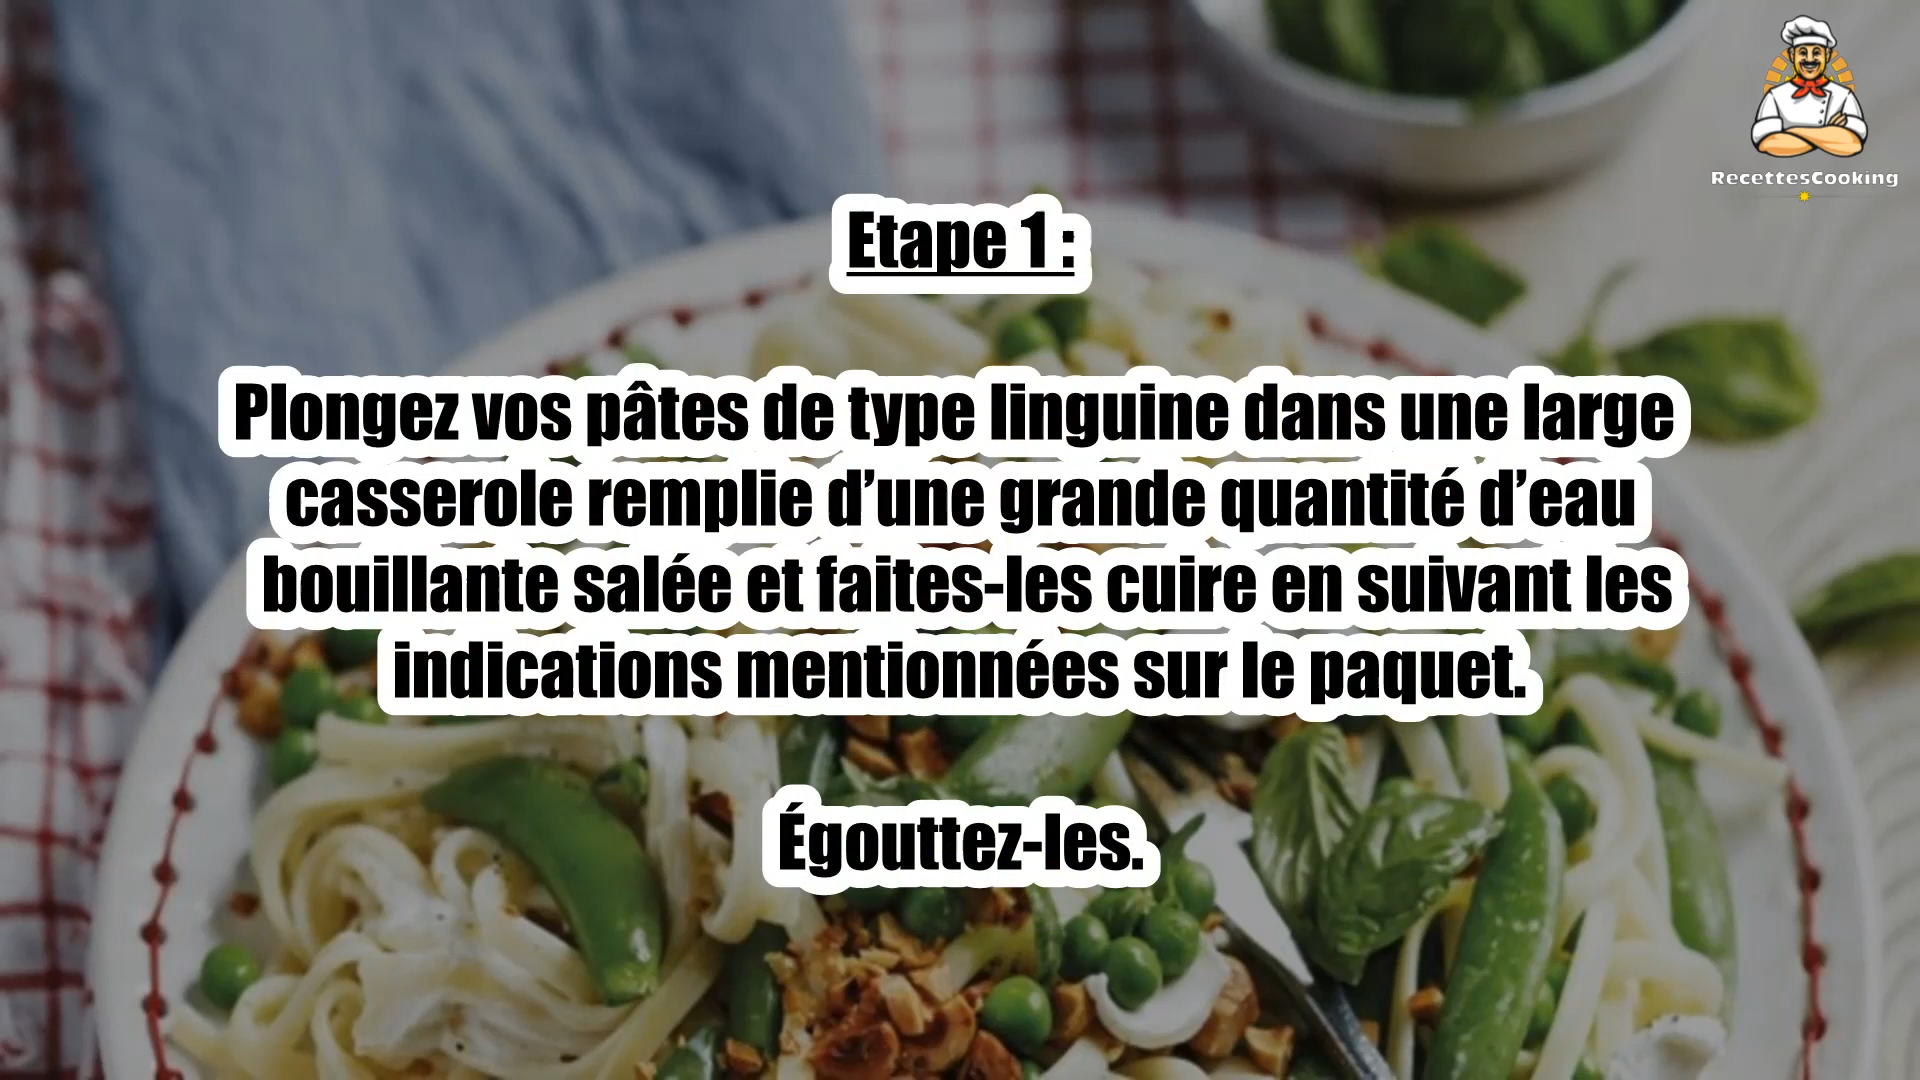 RecettesCooking
Etape 1 :
Plongez vos pâtes de type linguine dans une large
casserole remplie d’une grande quantité d’eau
bouillante salée et faites-les cuire en suivant les
indications mentionnées sur le paquet.
Égouttez-les.